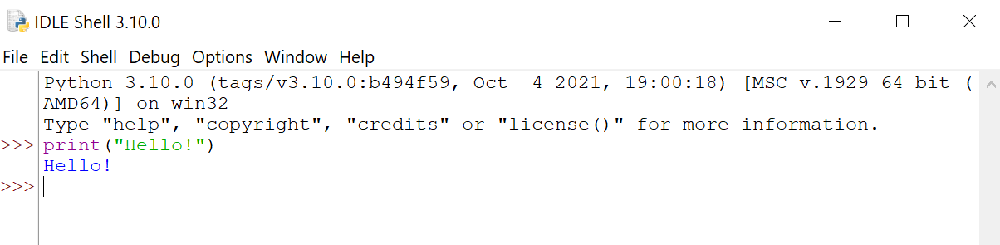 IDLE Shell 3.10.0
File Edit Shell Debug Options Window Help
Python 3.10.0 (tags/v3.10.0:b494f59, Oct  4 2021, 19:00:18) [MSC v.1929 64 bit (
AMD64)] on win32
Type "help", "copyright", "credits" or "license()" for more information.
>>> print("Hello!")
Hello!
>>>